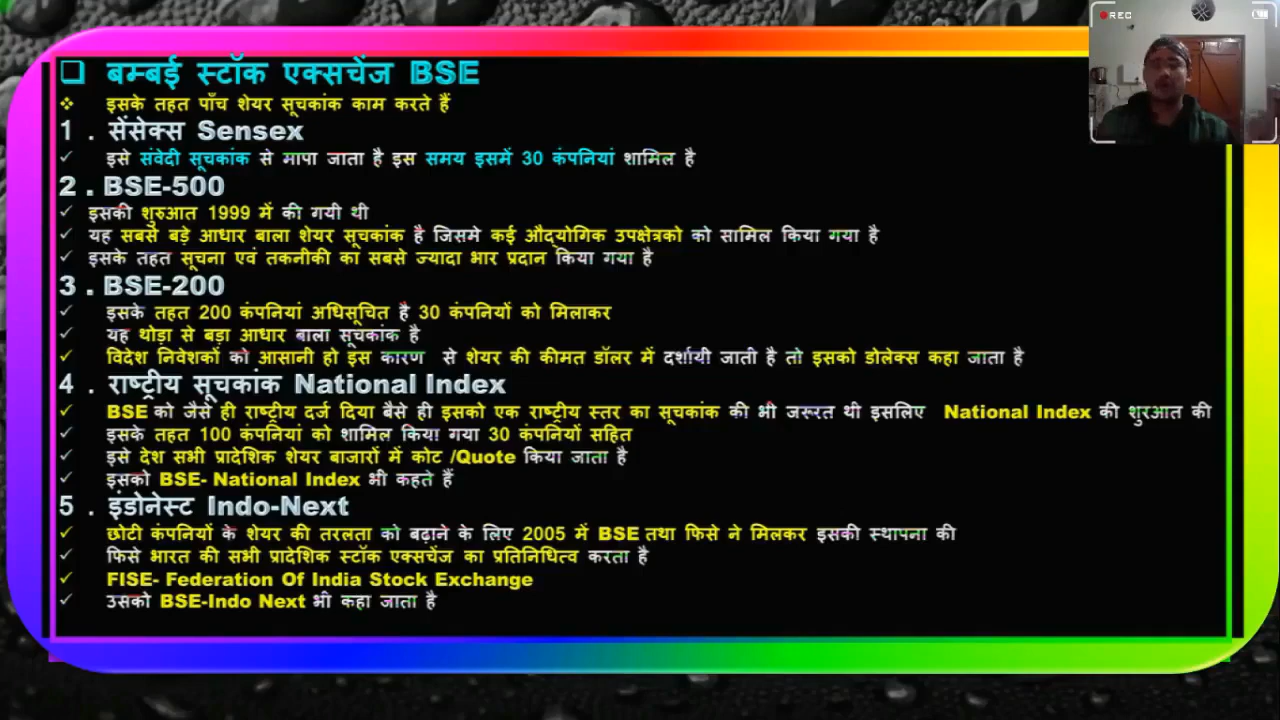 REC
❑ बम्बई स्टॉक एक्सचेंज BSE
❖ इसके तहत पाँच शेयर सूचकांक काम करते हैं
1 . सेंसेक्स Sensex
✓ इसे संवेदी सूचकांक से मापा जाता है इस समय इसमें 30 कंपनियां शामिल है
2 . BSE-500
✓ इसकी शुरुआत 1999 में की गयी थी
✓ यह सबसे बड़े आधार बाला शेयर सूचकांक है जिसमे कई औद्योगिक उपक्षेत्रको को सामिल किया गया है
✓ इसके तहत सूचना एवं तकनीकी का सबसे ज्यादा भार प्रदान किया गया है
3 . BSE-200
✓ इसके तहत 200 कंपनियां अधिसूचित है 30 कंपनियों को मिलाकर
✓ यह थोड़ा से बड़ा आधार बाला सूचकांक है
✓ विदेश निवेशकों को आसानी हो इस कारण से शेयर की कीमत डॉलर में दर्शायी जाती है तो इसको डोलेक्स कहा जाता है
4 . राष्ट्रीय सूचकांक National Index
✓ BSE को जैसे ही राष्ट्रीय दर्ज दिया बैसे ही इसको एक राष्ट्रीय स्तर का सूचकांक की भी जरूरत थी इसलिए National Index की शुरआत की
✓ इसके तहत 100 कंपनियां को शामिल किया गया 30 कंपनियों सहित
✓ इसे देश सभी प्रादेशिक शेयर बाजारों में कोट /Quote किया जाता है
✓ इसको BSE- National Index भी कहते हैं
5 . इंडोनेस्ट Indo-Next
✓ छोटी कंपनियों के शेयर की तरलता को बढ़ाने के लिए 2005 में BSE तथा फिसे ने मिलकर इसकी स्थापना की
✓ फिसे भारत की सभी प्रादेशिक स्टॉक एक्सचेंज का प्रतिनिधित्व करता है
✓ FISE- Federation Of India Stock Exchange
✓ उसको BSE-Indo Next भी कहा जाता है